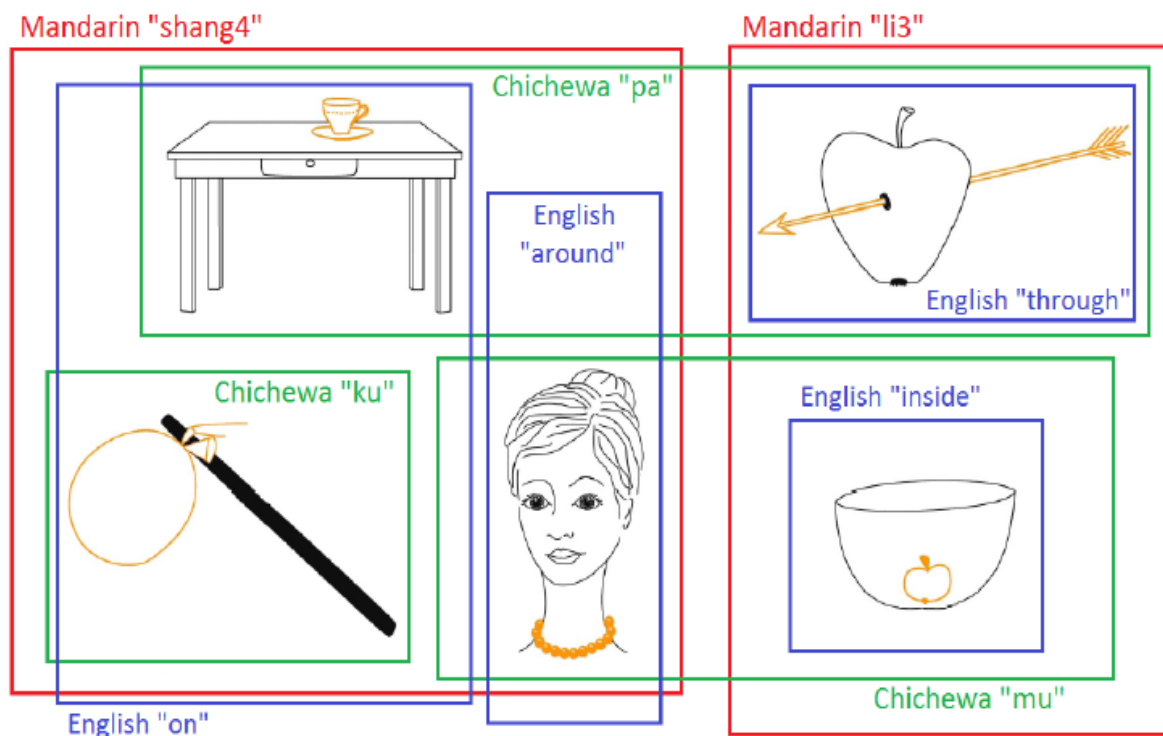 Mandarin "shang4"
Mandarin "li3"
Chichewa "pa"
English
"around"
English "through"
Chichewa "ku"
English "inside"
Chichewa "mu"
English "on"